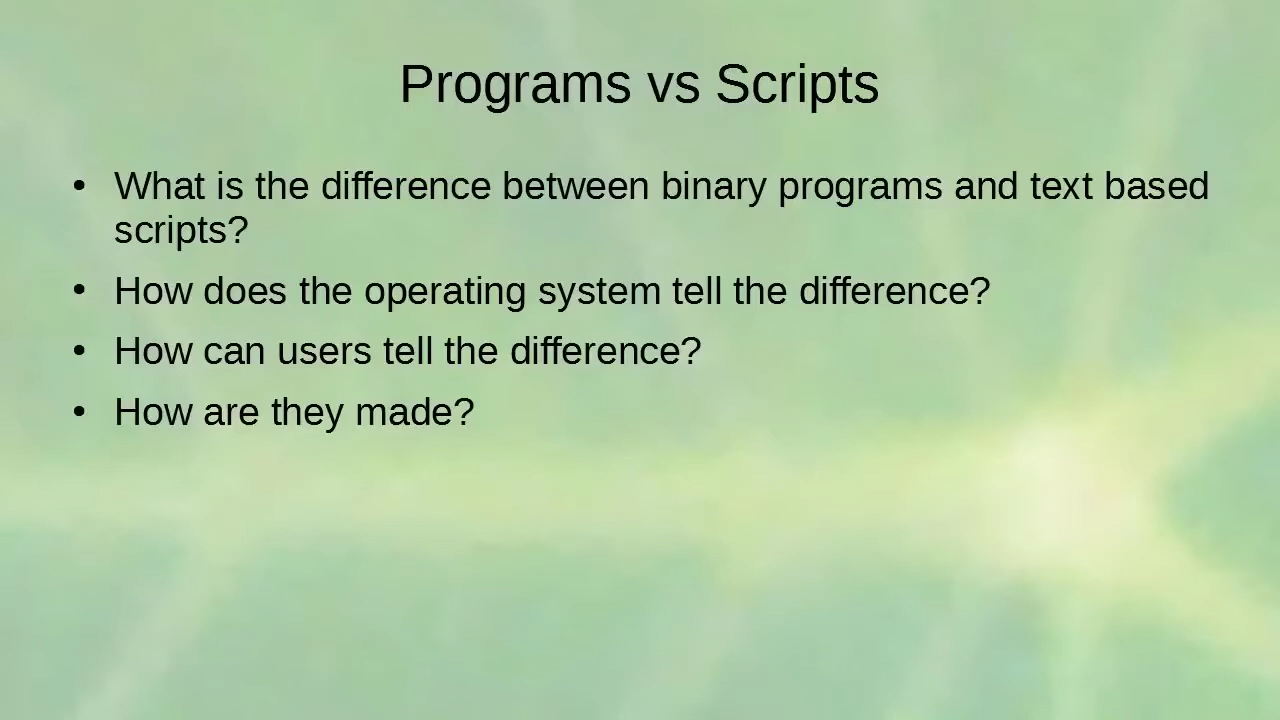 Programs vs Scripts
• What is the difference between binary programs and text based
scripts?
• How does the operating system tell the difference?
• How can users tell the difference?
• How are they made?